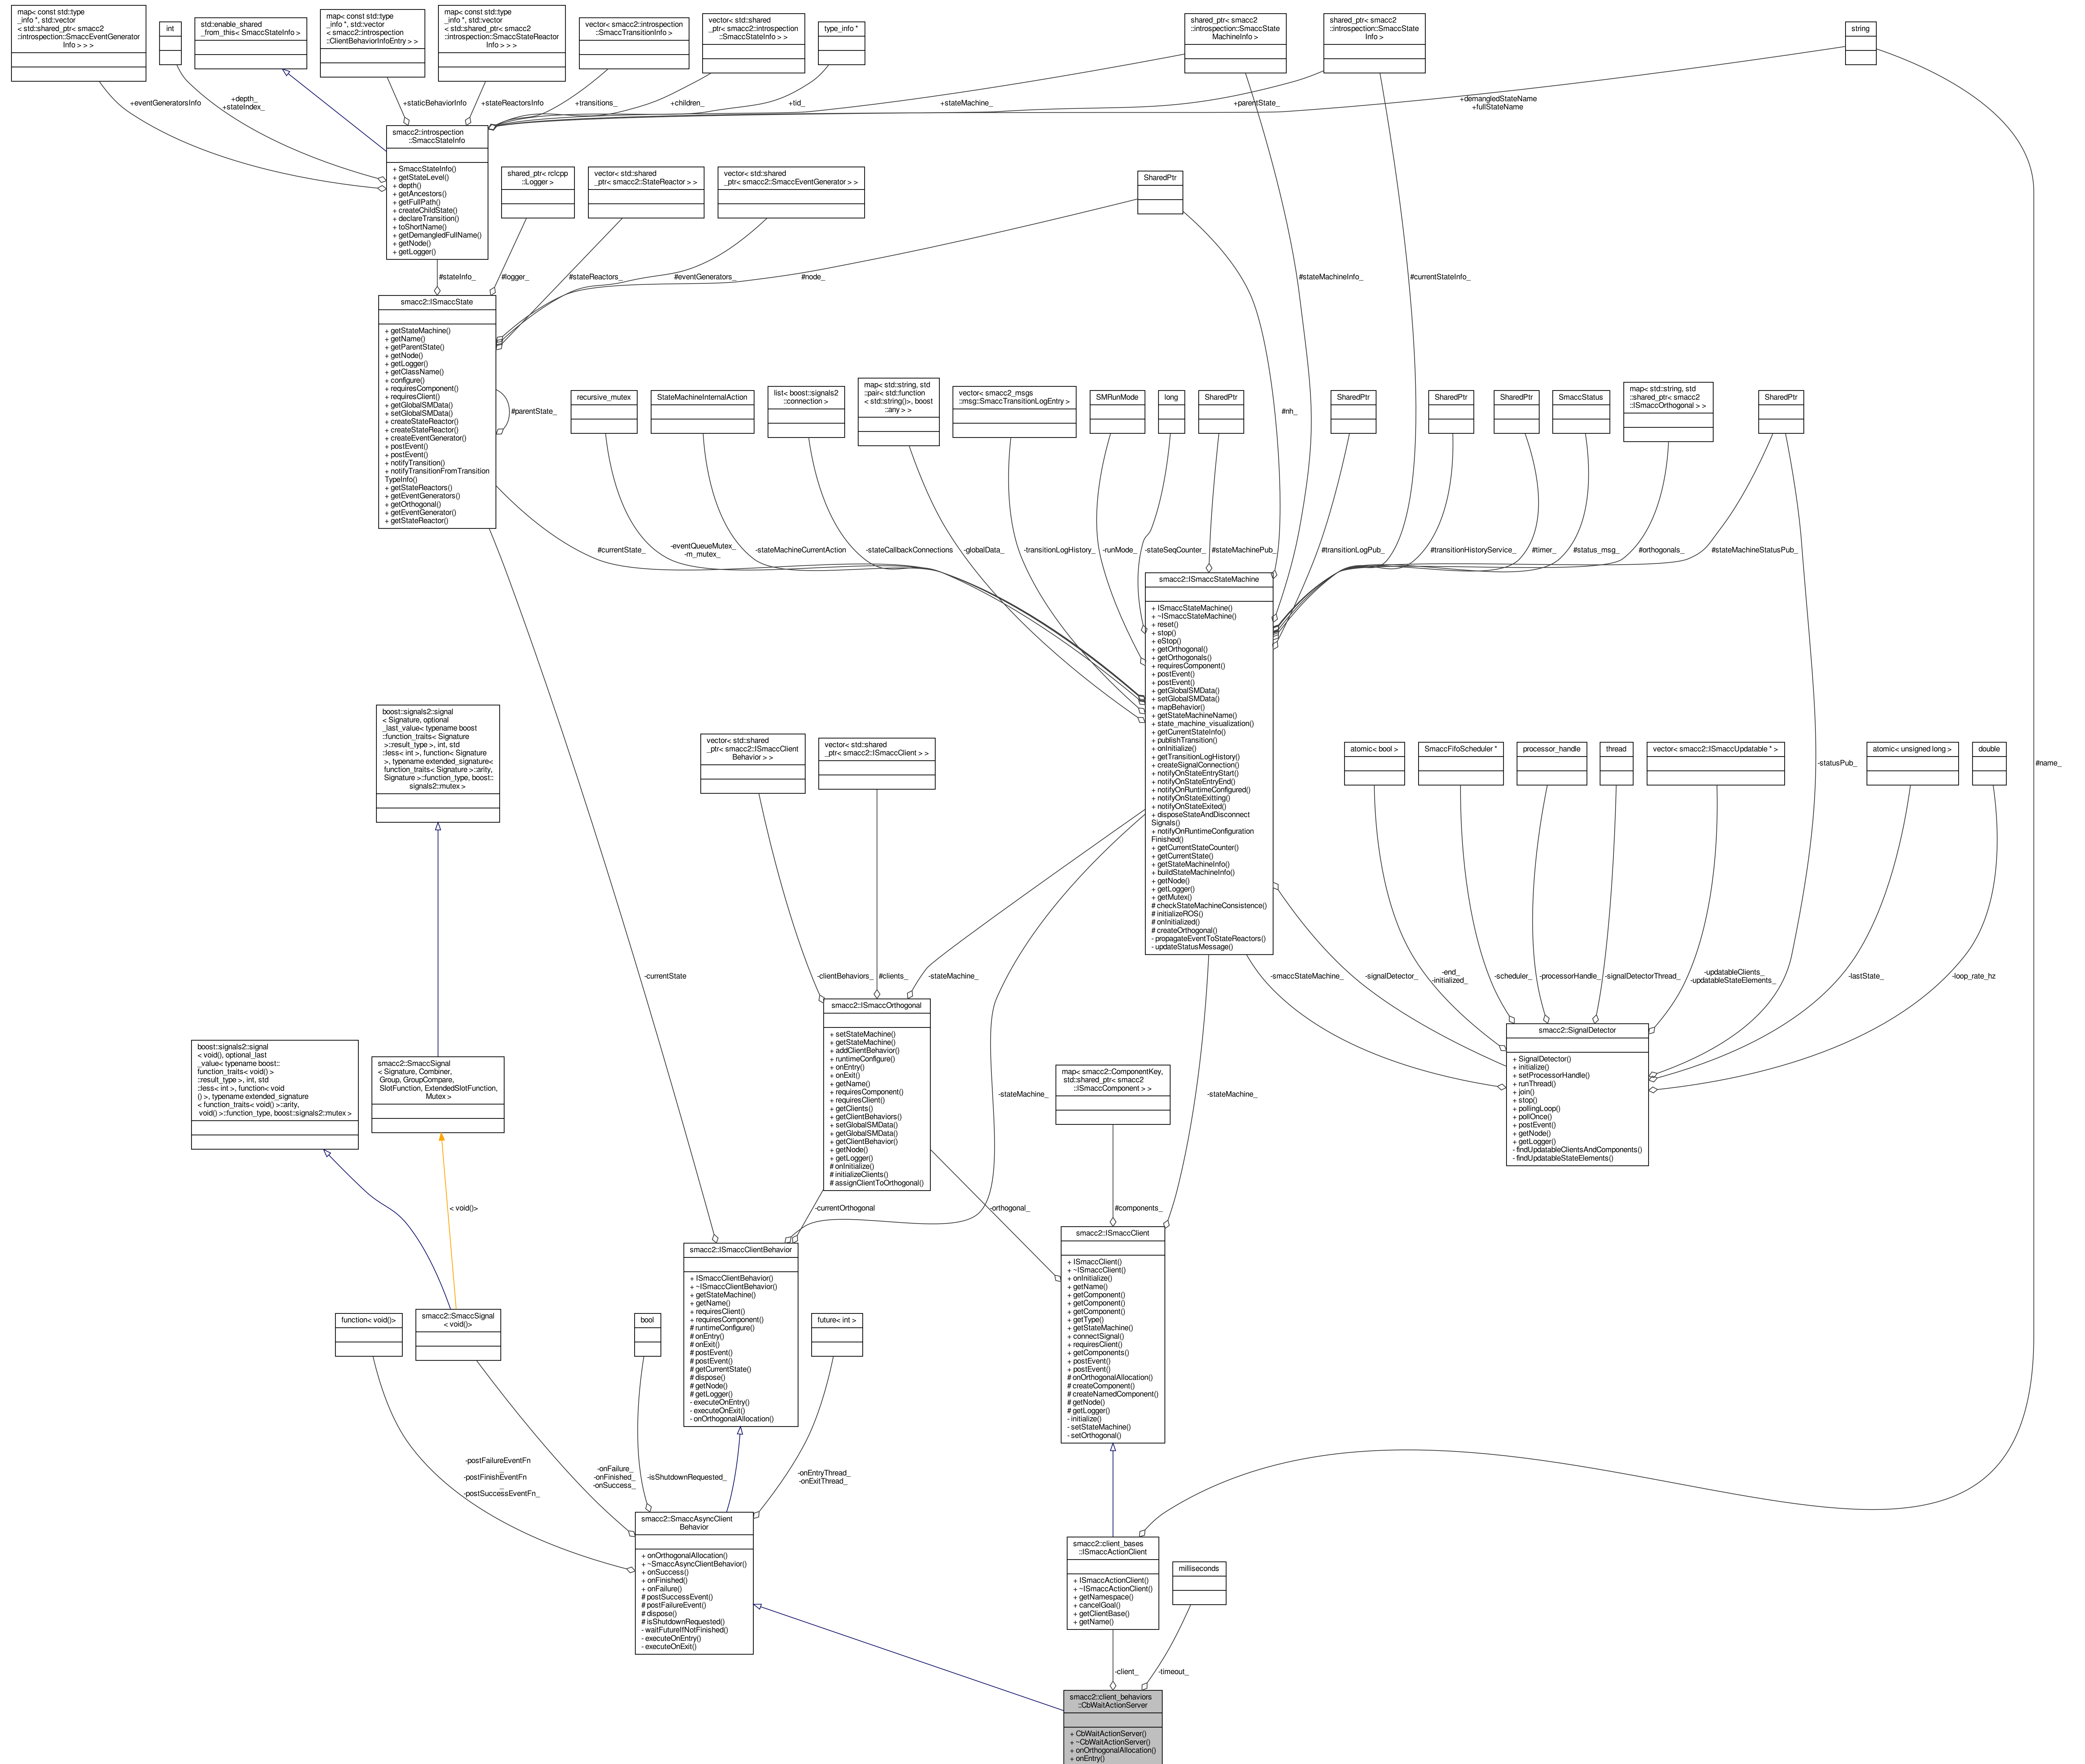 map< const std::type
_info *, std::vector
< std::shared_ptr< smacc2
::introspection::SmaccEventGenerator
Info > > >
int
std::enable_shared
_from_this< SmaccStateInfo >
map< const std::type
_info *, std::vector
< smacc2::introspection
::ClientBehaviorInfoEntry > >
map< const std::type
_info *, std::vector
< std::shared_ptr< smacc2
::introspection::SmaccStateReactor
Info > > >
vector< smacc2::introspection
::SmaccTransitionInfo >
vector< std::shared
_ptr< smacc2::introspection
::SmaccStateInfo > >
type_info *
shared_ptr< smacc2
::introspection::SmaccState
MachineInfo >
shared_ptr< smacc2
::introspection::SmaccState
Info >
string
+eventGeneratorsInfo
+depth_
+stateIndex_
+staticBehaviorInfo
+stateReactorsInfo
+transitions_
+children_
+tid_
+stateMachine_
+parentState_
+demangledStateName
+fullStateName
smacc2::introspection
::SmaccStateInfo
+ SmaccStateInfo()
+ getStateLevel()
+ depth()
+ getAncestors()
+ getFullPath()
+ createChildState()
+ declareTransition()
+ toShortName()
+ getDemangledFullName()
+ getNode()
+ getLogger()
shared_ptr< rclcpp
::Logger >
vector< std::shared
_ptr< smacc2::StateReactor > >
vector< std::shared
_ptr< smacc2::SmaccEventGenerator > >
SharedPtr
#stateInfo_
#logger_
#stateReactors_
#eventGenerators_
#node_
#stateMachineInfo_
#currentStateInfo_
smacc2::ISmaccState
+ getStateMachine()
+ getName()
+ getParentState()
+ getNode()
+ getLogger()
+ getClassName()
+ configure()
+ requiresComponent()
+ requiresClient()
+ getGlobalSMData()
+ setGlobalSMData()
+ createStateReactor()
+ createStateReactor()
+ createEventGenerator()
+ postEvent()
+ postEvent()
+ notifyTransition()
+ notifyTransitionFromTransition
TypeInfo()
+ getStateReactors()
+ getEventGenerators()
+ getOrthogonal()
+ getEventGenerator()
+ getStateReactor()
#parentState_
recursive_mutex
StateMachineInternalAction
list< boost::signals2
::connection >
map< std::string, std
::pair< std::function
< std::string()>, boost
::any > >
vector< smacc2_msgs
::msg::SmaccTransitionLogEntry >
SMRunMode
long
SharedPtr
#nh_
SharedPtr
SharedPtr
SharedPtr
SmaccStatus
map< std::string, std
::shared_ptr< smacc2
::ISmaccOrthogonal > >
SharedPtr
#currentState_
-eventQueueMutex_
-m_mutex_
-stateMachineCurrentAction
-stateCallbackConnections
-globalData_
-transitionLogHistory_
-runMode_
-stateSeqCounter_
#stateMachinePub_
#transitionLogPub_
#transitionHistoryService_
#timer_
#status_msg_
#orthogonals_
#stateMachineStatusPub_
smacc2::ISmaccStateMachine
+ ISmaccStateMachine()
+ ~ISmaccStateMachine()
+ reset()
+ stop()
+ eStop()
+ getOrthogonal()
+ getOrthogonals()
+ requiresComponent()
+ postEvent()
+ postEvent()
+ getGlobalSMData()
+ setGlobalSMData()
+ mapBehavior()
+ getStateMachineName()
+ state_machine_visualization()
+ getCurrentStateInfo()
+ publishTransition()
+ onInitialize()
+ getTransitionLogHistory()
+ createSignalConnection()
+ notifyOnStateEntryStart()
+ notifyOnStateEntryEnd()
+ notifyOnRuntimeConfigured()
+ notifyOnStateExitting()
+ notifyOnStateExited()
+ disposeStateAndDisconnect
Signals()
+ notifyOnRuntimeConfiguration
Finished()
+ getCurrentStateCounter()
+ getCurrentState()
+ getStateMachineInfo()
+ buildStateMachineInfo()
+ getNode()
+ getLogger()
+ getMutex()
# checkStateMachineConsistence()
# initializeROS()
# onInitialized()
# createOrthogonal()
- propagateEventToStateReactors()
- updateStatusMessage()
boost::signals2::signal
< Signature, optional
_last_value< typename boost
::function_traits< Signature
>::result_type >, int, std
::less< int >, function< Signature
>, typename extended_signature<
function_traits< Signature >::arity,
Signature >::function_type, boost::
signals2::mutex >
vector< std::shared
_ptr< smacc2::ISmaccClient
Behavior > >
vector< std::shared
_ptr< smacc2::ISmaccClient > >
atomic< bool >
SmaccFifoScheduler *
processor_handle
thread
vector< smacc2::ISmaccUpdatable * >
-statusPub_
atomic< unsigned long >
double
#name_
-currentState
-clientBehaviors_
#clients_
-stateMachine_
-smaccStateMachine_
-signalDetector_
-end_
-initialized_
-scheduler_
-processorHandle_
-signalDetectorThread_
-updatableClients_
-updatableStateElements_
-lastState_
-loop_rate_hz
smacc2::ISmaccOrthogonal
+ setStateMachine()
+ getStateMachine()
+ addClientBehavior()
+ runtimeConfigure()
+ onEntry()
+ onExit()
+ getName()
+ requiresComponent()
+ requiresClient()
+ getClients()
+ getClientBehaviors()
+ setGlobalSMData()
+ getGlobalSMData()
+ getClientBehavior()
+ getNode()
+ getLogger()
# onInitialize()
# initializeClients()
# assignClientToOrthogonal()
smacc2::SignalDetector
+ SignalDetector()
+ initialize()
+ setProcessorHandle()
+ runThread()
+ join()
+ stop()
+ pollingLoop()
+ pollOnce()
+ postEvent()
+ getNode()
+ getLogger()
- findUpdatableClientsAndComponents()
- findUpdatableStateElements()
boost::signals2::signal
< void(), optional_last
_value< typename boost::
function_traits< void() >
::result_type >, int, std
::less< int >, function< void
() >, typename extended_signature
< function_traits< void() >::arity,
void() >::function_type, boost::signals2::mutex >
smacc2::SmaccSignal
< Signature, Combiner,
Group, GroupCompare,
SlotFunction, ExtendedSlotFunction,
Mutex >
map< smacc2::ComponentKey,
std::shared_ptr< smacc2
::ISmaccComponent > >
-stateMachine_
-stateMachine_
< void()>
-currentOrthogonal
-orthogonal_
#components_
smacc2::ISmaccClientBehavior
+ ISmaccClientBehavior()
+ ~ISmaccClientBehavior()
+ getStateMachine()
+ getName()
+ requiresClient()
+ requiresComponent()
# runtimeConfigure()
# onEntry()
# onExit()
# postEvent()
# postEvent()
# getCurrentState()
# dispose()
# getNode()
# getLogger()
- executeOnEntry()
- executeOnExit()
- onOrthogonalAllocation()
smacc2::ISmaccClient
+ ISmaccClient()
+ ~ISmaccClient()
+ onInitialize()
+ getName()
+ getComponent()
+ getComponent()
+ getComponent()
+ getType()
+ getStateMachine()
+ connectSignal()
+ requiresClient()
+ getComponents()
+ postEvent()
+ postEvent()
# onOrthogonalAllocation()
# createComponent()
# createNamedComponent()
# getNode()
# getLogger()
- initialize()
- setStateMachine()
- setOrthogonal()
function< void()>
smacc2::SmaccSignal
< void()>
bool
future< int >
-postFailureEventFn
_
-postFinishEventFn
_
-postSuccessEventFn_
-onFailure_
-onFinished_
-onSuccess_
-isShutdownRequested_
-onEntryThread_
-onExitThread_
smacc2::SmaccAsyncClient
Behavior
+ onOrthogonalAllocation()
+ ~SmaccAsyncClientBehavior()
+ onSuccess()
+ onFinished()
+ onFailure()
# postSuccessEvent()
# postFailureEvent()
# dispose()
# isShutdownRequested()
- waitFutureIfNotFinished()
- executeOnEntry()
- executeOnExit()
smacc2::client_bases
::ISmaccActionClient
+ ISmaccActionClient()
+ ~ISmaccActionClient()
+ getNamespace()
+ cancelGoal()
+ getClientBase()
+ getName()
milliseconds
-client_
-timeout_
smacc2::client_behaviors
::CbWaitActionServer
+ CbWaitActionServer()
+ ~CbWaitActionServer()
+ onOrthogonalAllocation()
+ onEntry()